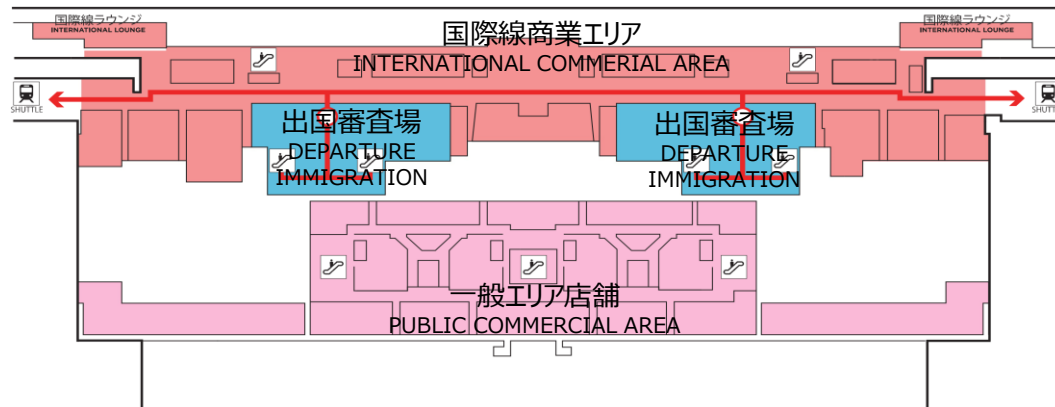 国際線ラウンジ
INTERNATIONAL LOUNGE
国際線商業エリア
INTERNATIONAL COMMERIAL AREA
国際線ラウンジ
INTERNATIONAL LOUNGE
SHUTTLE
SHUTTLE
出国審査場
DEPARTURE
IMMIGRATION
出国審査場
DEPARTURE
IMMIGRATION
一般エリア店舗
PUBLIC COMMERCIAL AREA